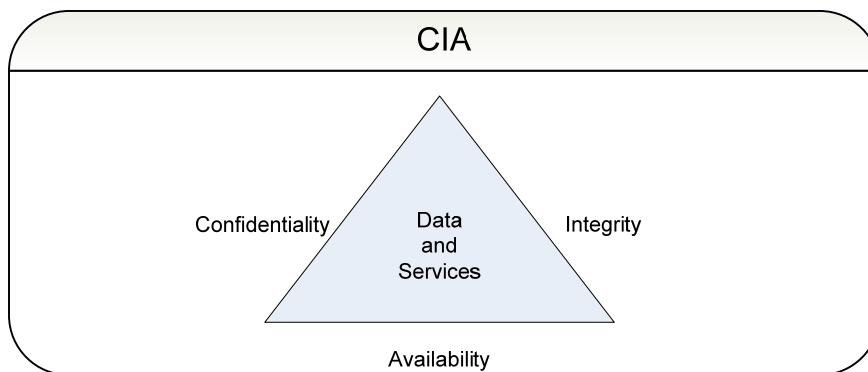 CIA
Confidentiality
Data
and
Services
Integrity
Availability